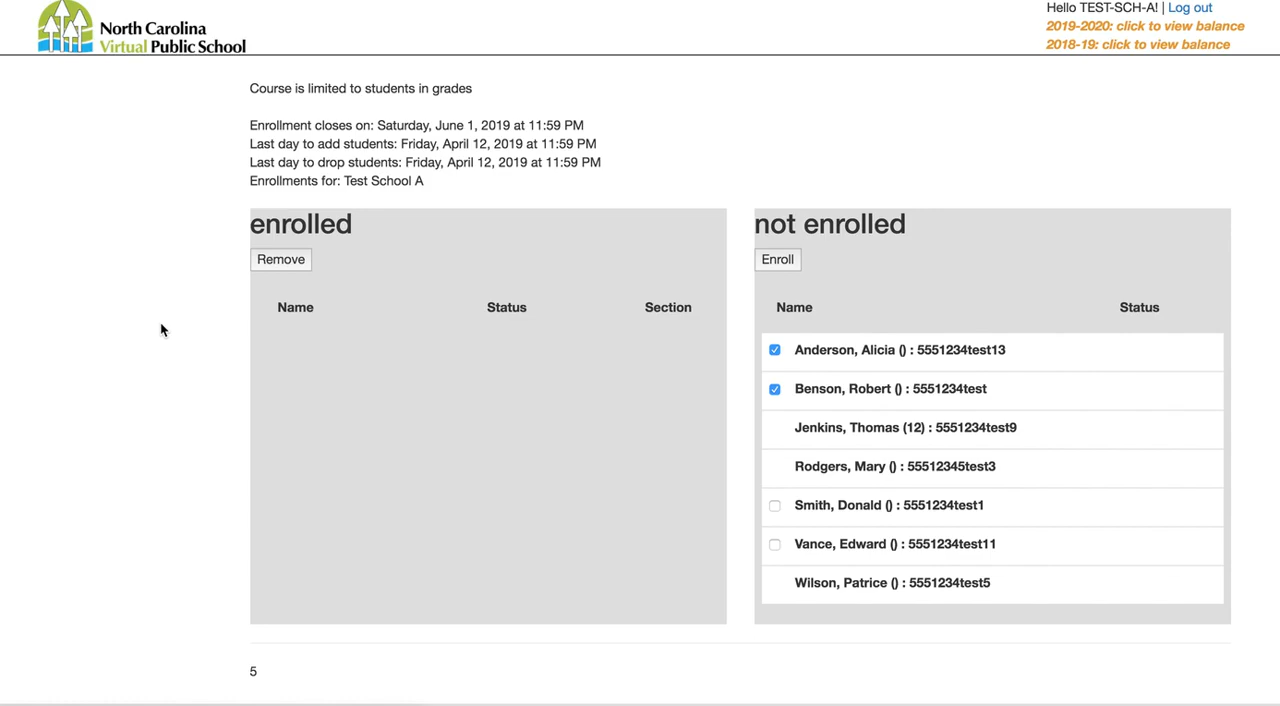 North Carolina
Virtual Public School
Hello TEST-SCH-A! | Log out
2019-2020: click to view balance
2018-19: click to view balance
Course is limited to students in grades
Enrollment closes on: Saturday, June 1, 2019 at 11:59 PM
Last day to add students: Friday, April 12, 2019 at 11:59 PM
Last day to drop students: Friday, April 12, 2019 at 11:59 PM
Enrollments for: Test School A
enrolled
Remove
Name Status Section
not enrolled
Enroll
Name Status
Anderson, Alicia () : 5551234test13
Benson, Robert () : 5551234test
Jenkins, Thomas (12) : 5551234test9
Rodgers, Mary () : 55512345test3
Smith, Donald () : 5551234test1
Vance, Edward () : 5551234test11
Wilson, Patrice () : 5551234test5
5